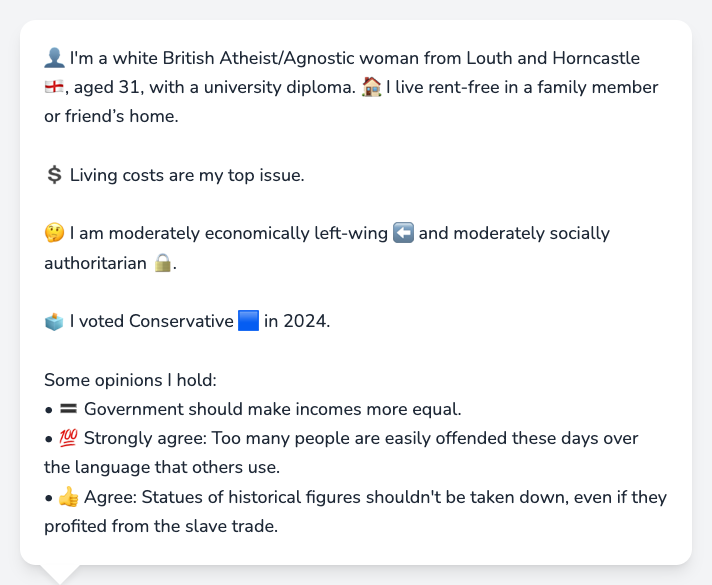 👤 I'm a white British Atheist/Agnostic woman from Louth and Horncastle
🏴󠁧󠁢󠁥󠁮󠁧󠁿, aged 31, with a university diploma. 🏠 I live rent-free in a family member
or friend’s home.
💲 Living costs are my top issue.
🤔 I am moderately economically left-wing ⬅️ and moderately socially
authoritarian 🔒.
🗳️ I voted Conservative 🟦 in 2024.
Some opinions I hold:
• 🟰 Government should make incomes more equal.
• 💯 Strongly agree: Too many people are easily offended these days over
the language that others use.
• 👍 Agree: Statues of historical figures shouldn't be taken down, even if they
profited from the slave trade.